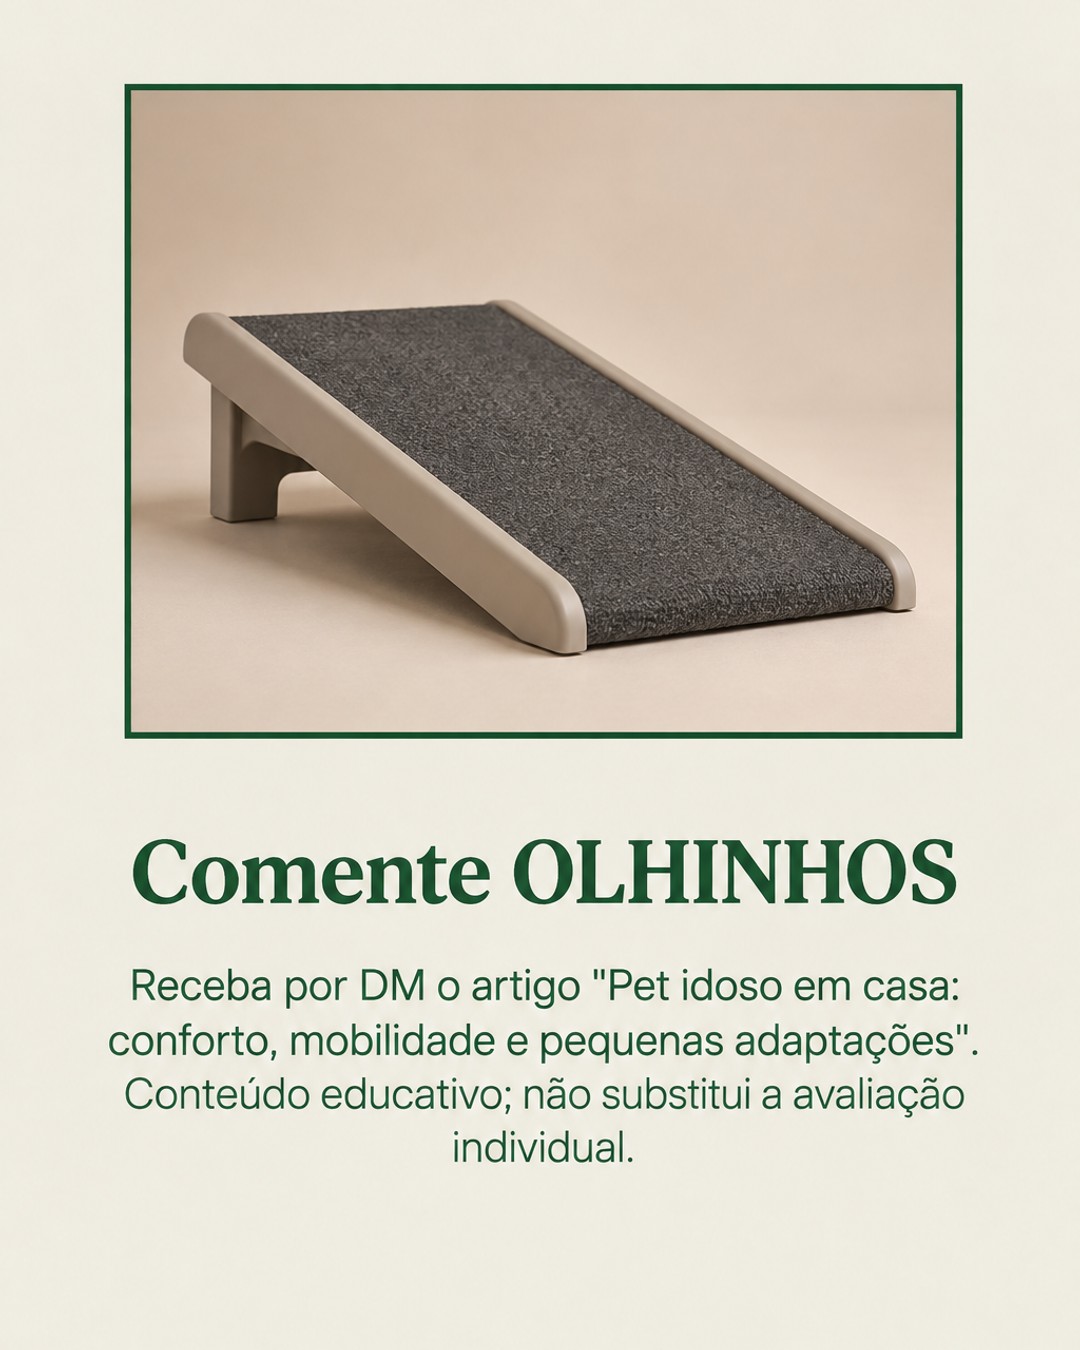 Comente OLHINHOS
Receba por DM o artigo "Pet idoso em casa:
conforto, mobilidade e pequenas adaptações".
Conteúdo educativo; não substitui a avaliação
individual.